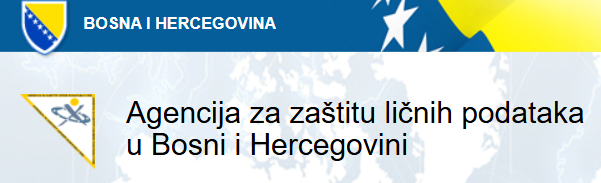 BOSNA I HERCEGOVINA
Agencija za zaštitu ličnih podataka
u Bosni i Hercegovini